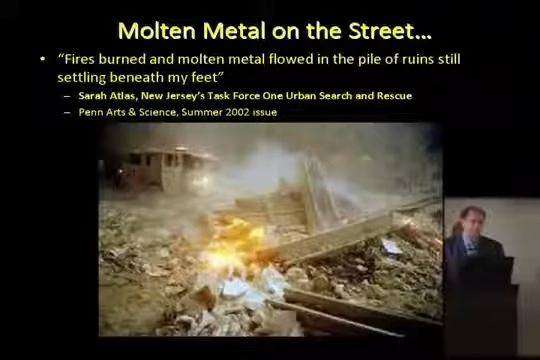 Molten Metal on the Street...
• “Fires burned and molten metal flowed in the pile of ruins still
settling beneath my feet”
– Sarah Atlas, New Jersey’s Task Force One Urban Search and Rescue
– Penn Arts & Science, Summer 2002 issue